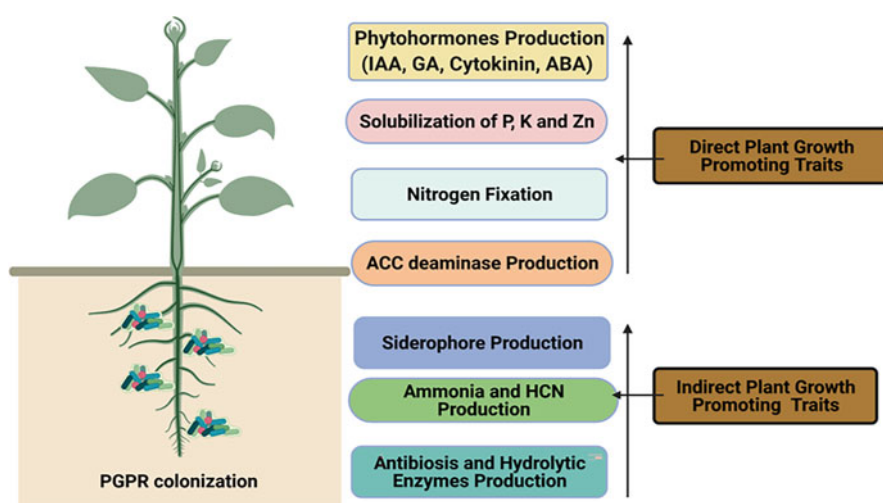 Phytohormones Production
(IAA, GA, Cytokinin, ABA)
Solubilization of P, K and Zn
Nitrogen Fixation
ACC deaminase Production
Direct Plant Growth
Promoting Traits
Siderophore Production
Ammonia and HCN
Production
Indirect Plant Growth
Promoting Traits
Antibiosis and Hydrolytic
Enzymes Production
PGPR colonization